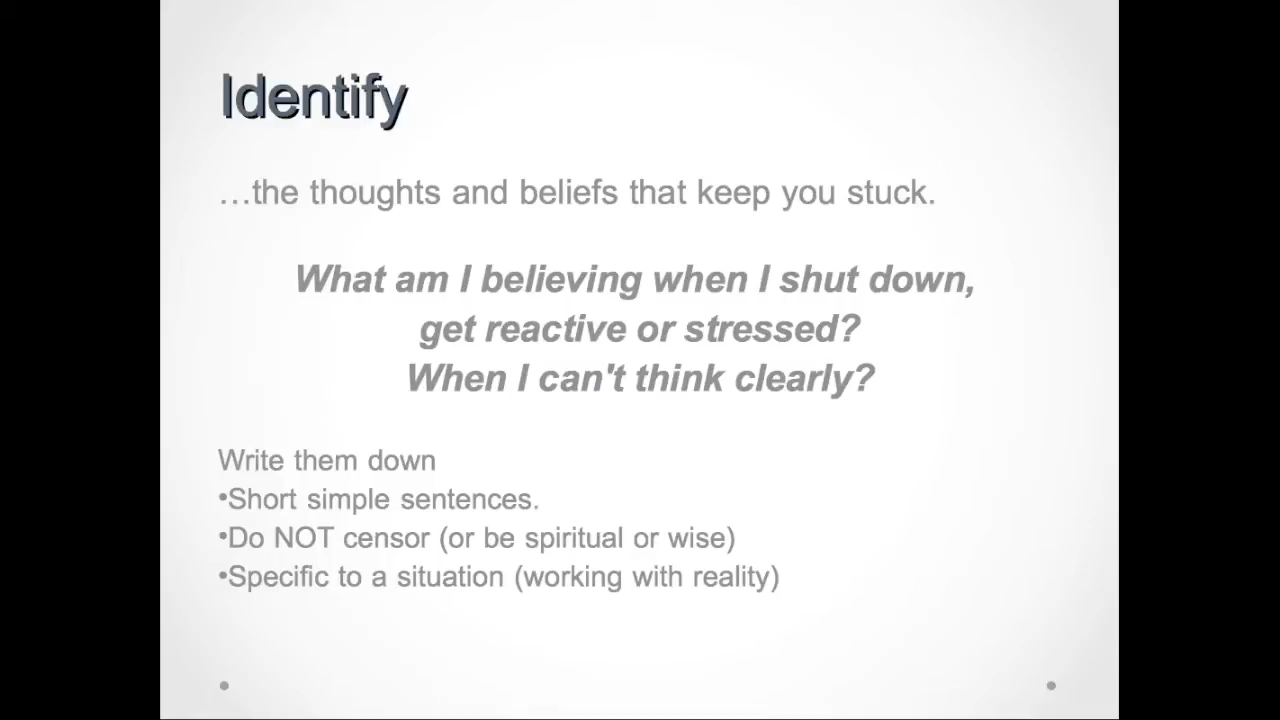 Identify
…the thoughts and beliefs that keep you stuck.
What am I believing when I shut down,
get reactive or stressed?
When I can't think clearly?
Write them down
•Short simple sentences.
•Do NOT censor (or be spiritual or wise)
•Specific to a situation (working with reality)